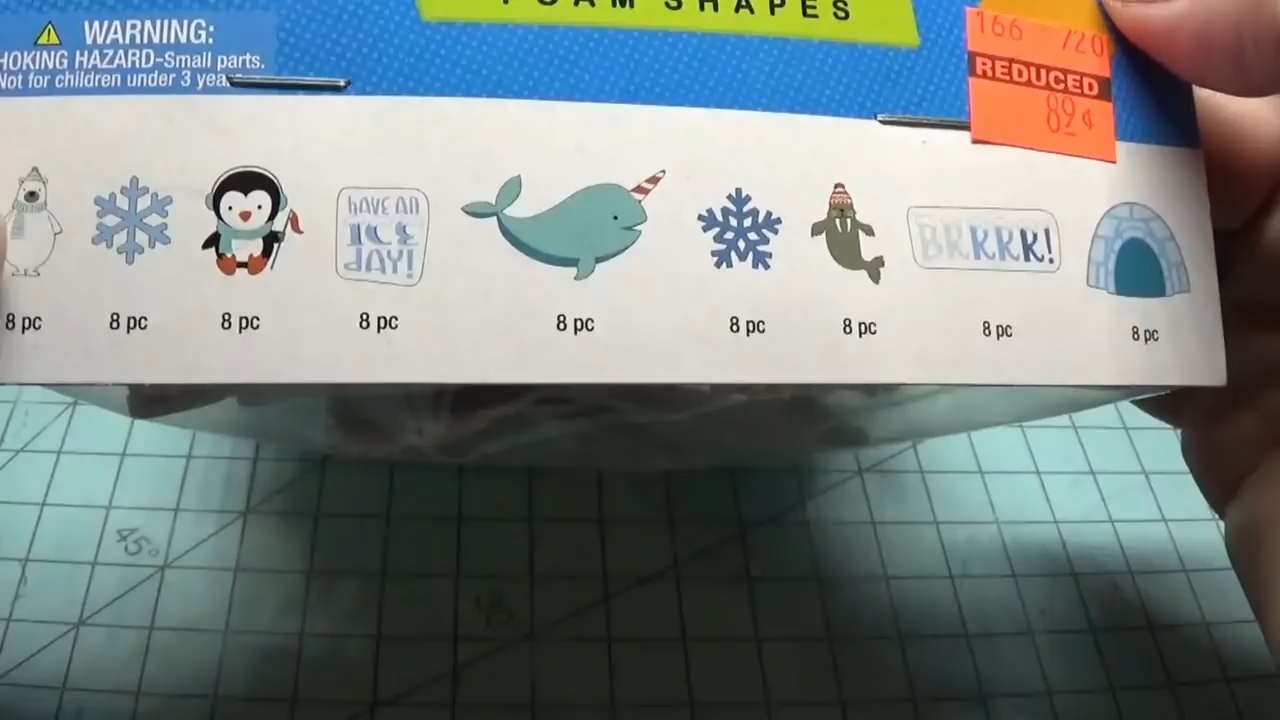 FOAM SHAPES
WARNING:
HOKING HAZARD-Small parts.
Not for children under 3 yea
166 /20
REDUCED
89¢
HAVE AN
ICE
DAY!
BRRRR!
8 pc 8 pc 8 pc 8 pc 8 pc 8 pc 8 pc 8 pc 8 pc
45°